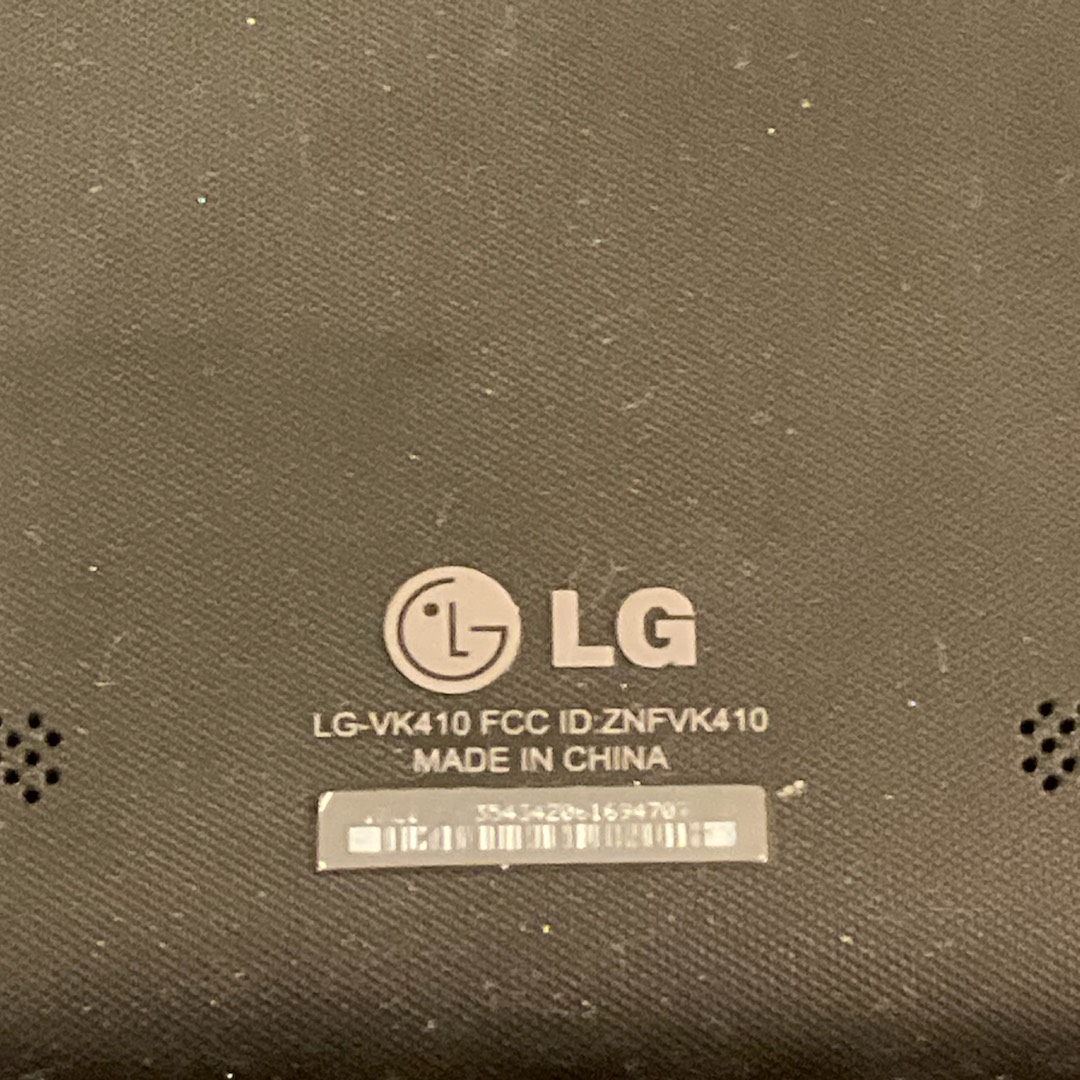 LG
LG-VK410 FCC ID:ZNFVK410
MADE IN CHINA